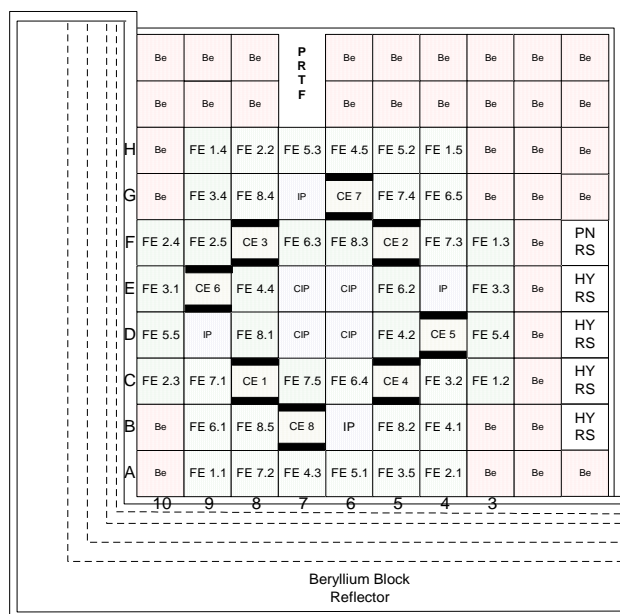 Be Be Be P R T F Be Be Be Be Be Be
Be Be Be Be Be Be Be Be Be
H Be FE 1.4 FE 2.2 FE 5.3 FE 4.5 FE 5.2 FE 1.5 Be Be Be
G Be FE 3.4 FE 8.4 IP CE 7 FE 7.4 FE 6.5 Be Be Be
F FE 2.4 FE 2.5 CE 3 FE 6.3 FE 8.3 CE 2 FE 7.3 FE 1.3 Be PN RS
E FE 3.1 CE 6 FE 4.4 CIP CIP FE 6.2 IP FE 3.3 Be HY RS
D FE 5.5 IP FE 8.1 CIP CIP FE 4.2 CE 5 FE 5.4 Be HY RS
C FE 2.3 FE 7.1 CE 1 FE 7.5 FE 6.4 CE 4 FE 3.2 FE 1.2 Be HY RS
B Be FE 6.1 FE 8.5 CE 8 IP FE 8.2 FE 4.1 Be Be HY RS
A Be FE 1.1 FE 7.2 FE 4.3 FE 5.1 FE 3.5 FE 2.1 Be Be Be
10 9 8 7 6 5 4 3
Beryllium Block
Reflector